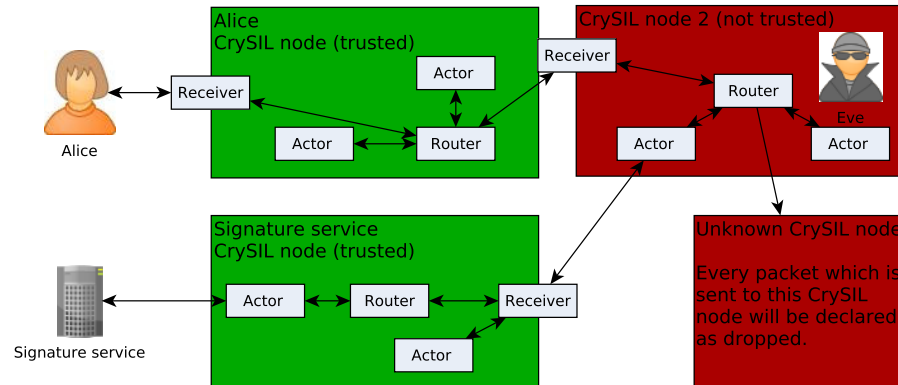 Alice
CrySIL node (trusted)
CrySIL node 2 (not trusted)
Receiver
Actor
Receiver
Router
Eve
Actor
Router
Actor
Actor
Alice
Signature service
CrySIL node (trusted)
Unknown CrySIL node
Every packet which is
sent to this CrySIL
node will be declared
as dropped.
Actor
Router
Receiver
Actor
Signature service